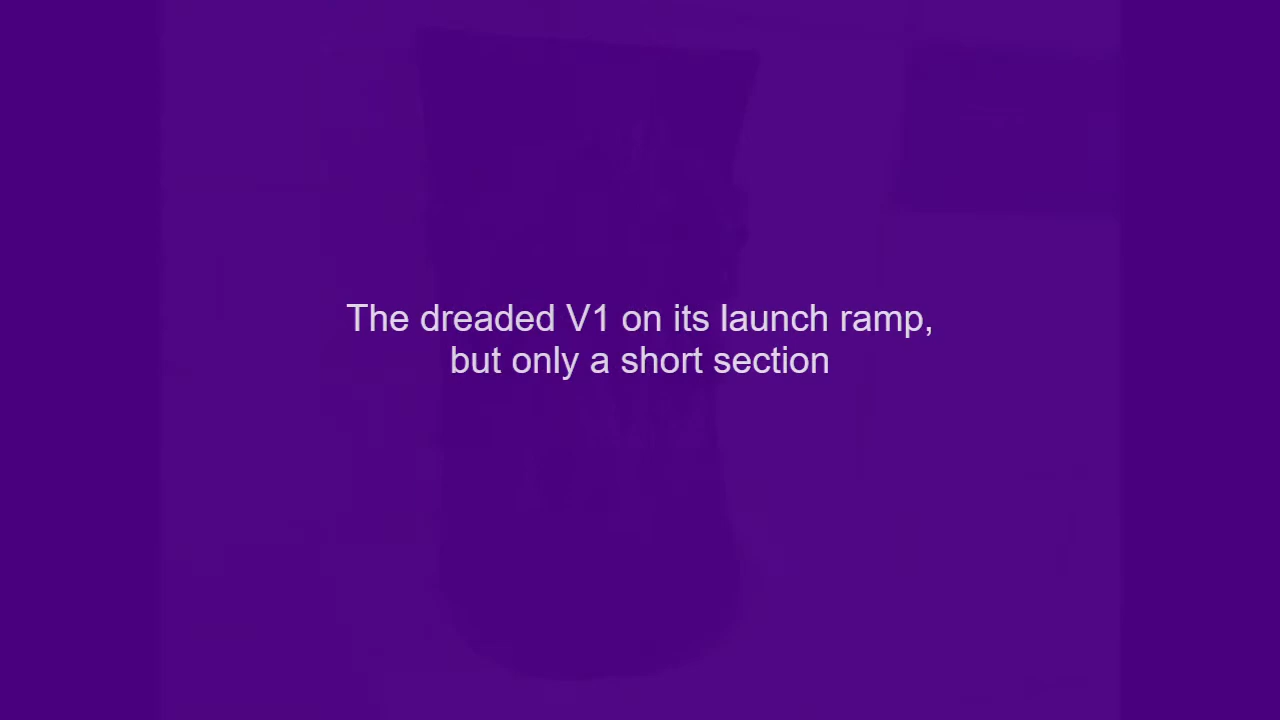 The dreaded V1 on its launch ramp,
but only a short section